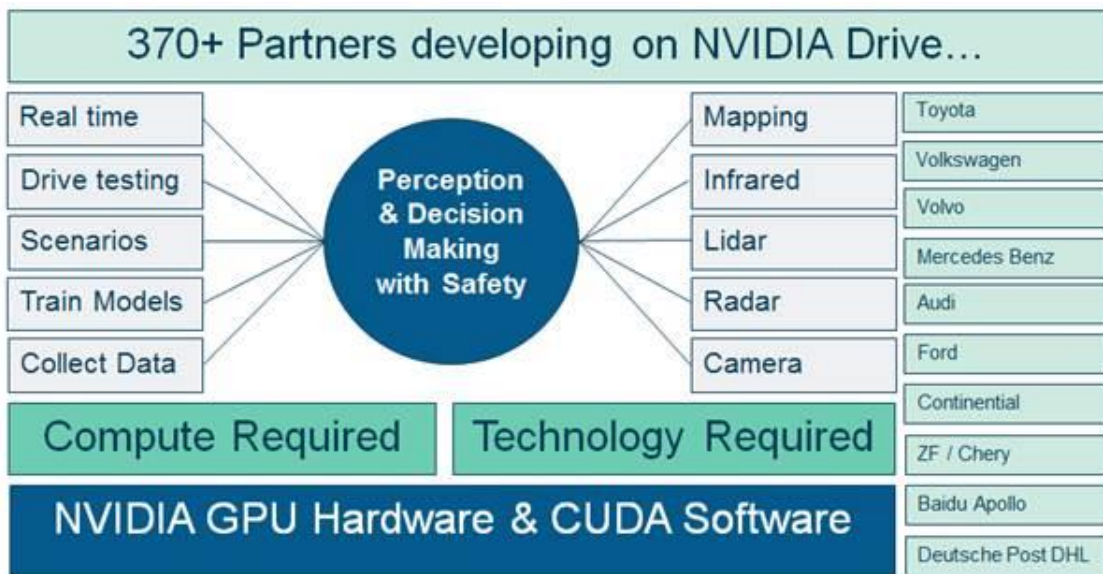 370+ Partners developing on NVIDIA Drive...
Real time
Drive testing
Scenarios
Train Models
Collect Data
Perception
& Decision
Making
with Safety
Mapping
Infrared
Lidar
Radar
Camera
Toyota
Volkswagen
Volvo
Mercedes Benz
Audi
Ford
Continental
ZF / Chery
Baidu Apollo
Deutsche Post DHL
Compute Required
Technology Required
NVIDIA GPU Hardware & CUDA Software